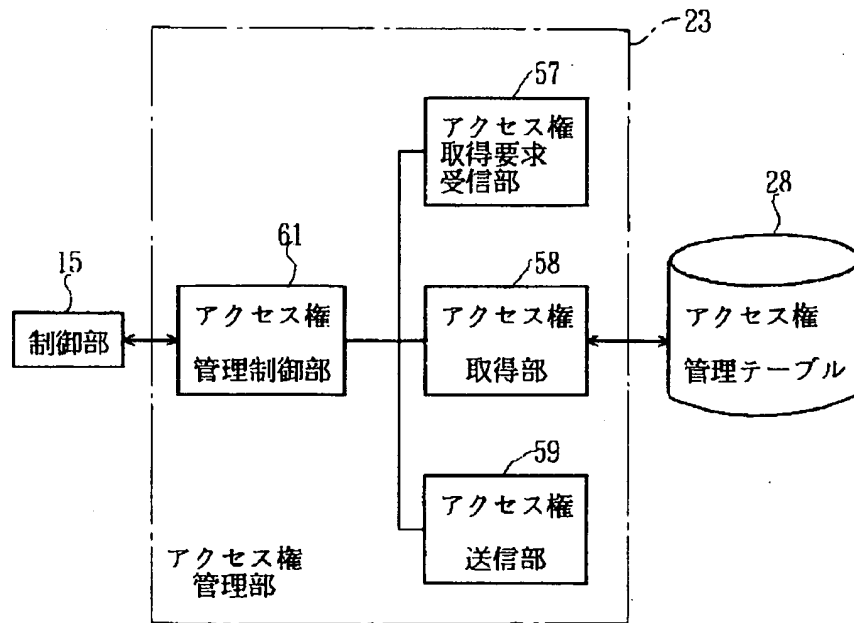 23
57
アクセス権
取得要求
受信部
28
61
58
15
アクセス権
管理制御部
アクセス権
取得部
アクセス権
管理テーブル
制御部
59
アクセス権
送信部
アクセス権
管理部